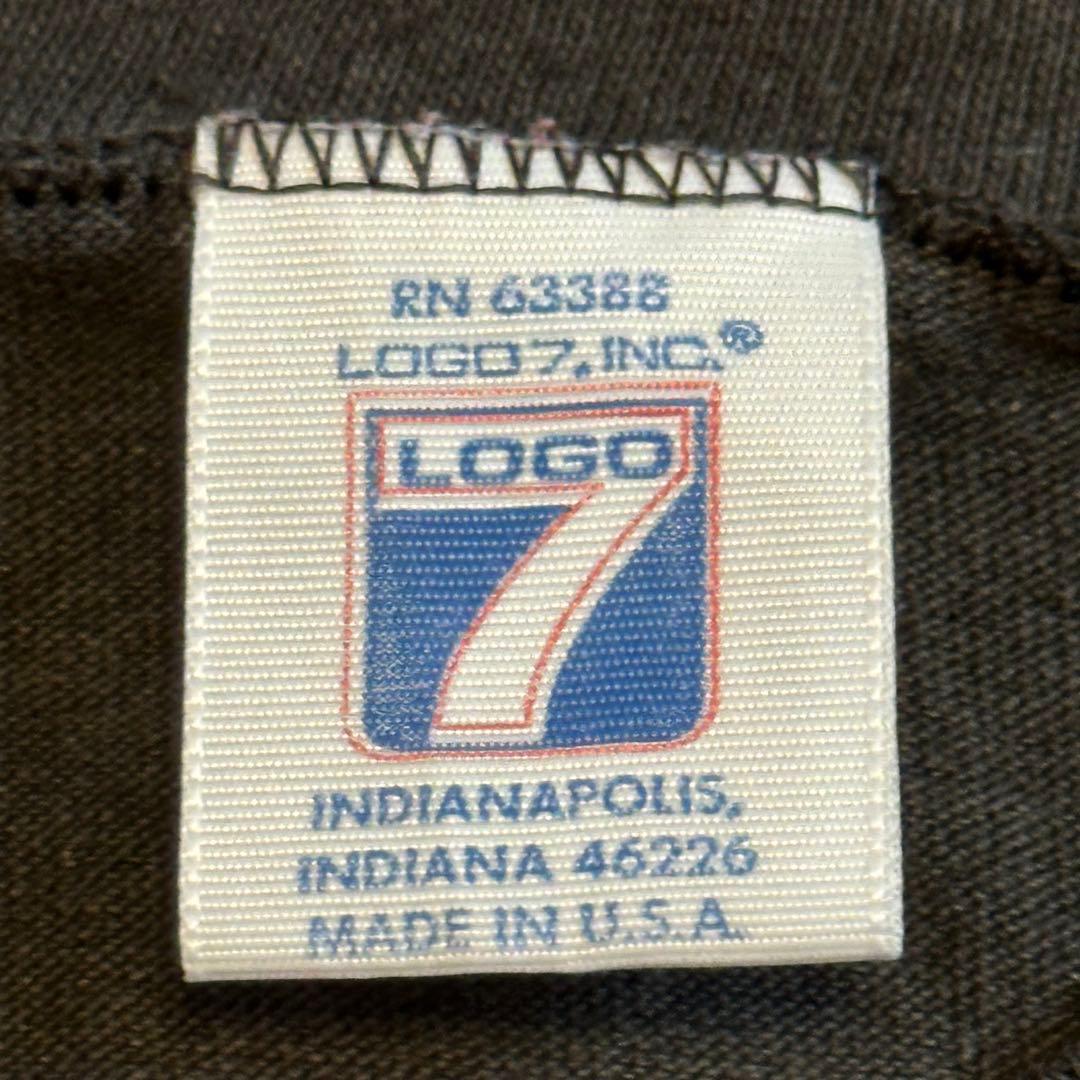 RN 63388
LOGO 7, INC.®
LOGO
7
INDIANAPOLIS,
INDIANA 46226
MADE IN U.S.A.